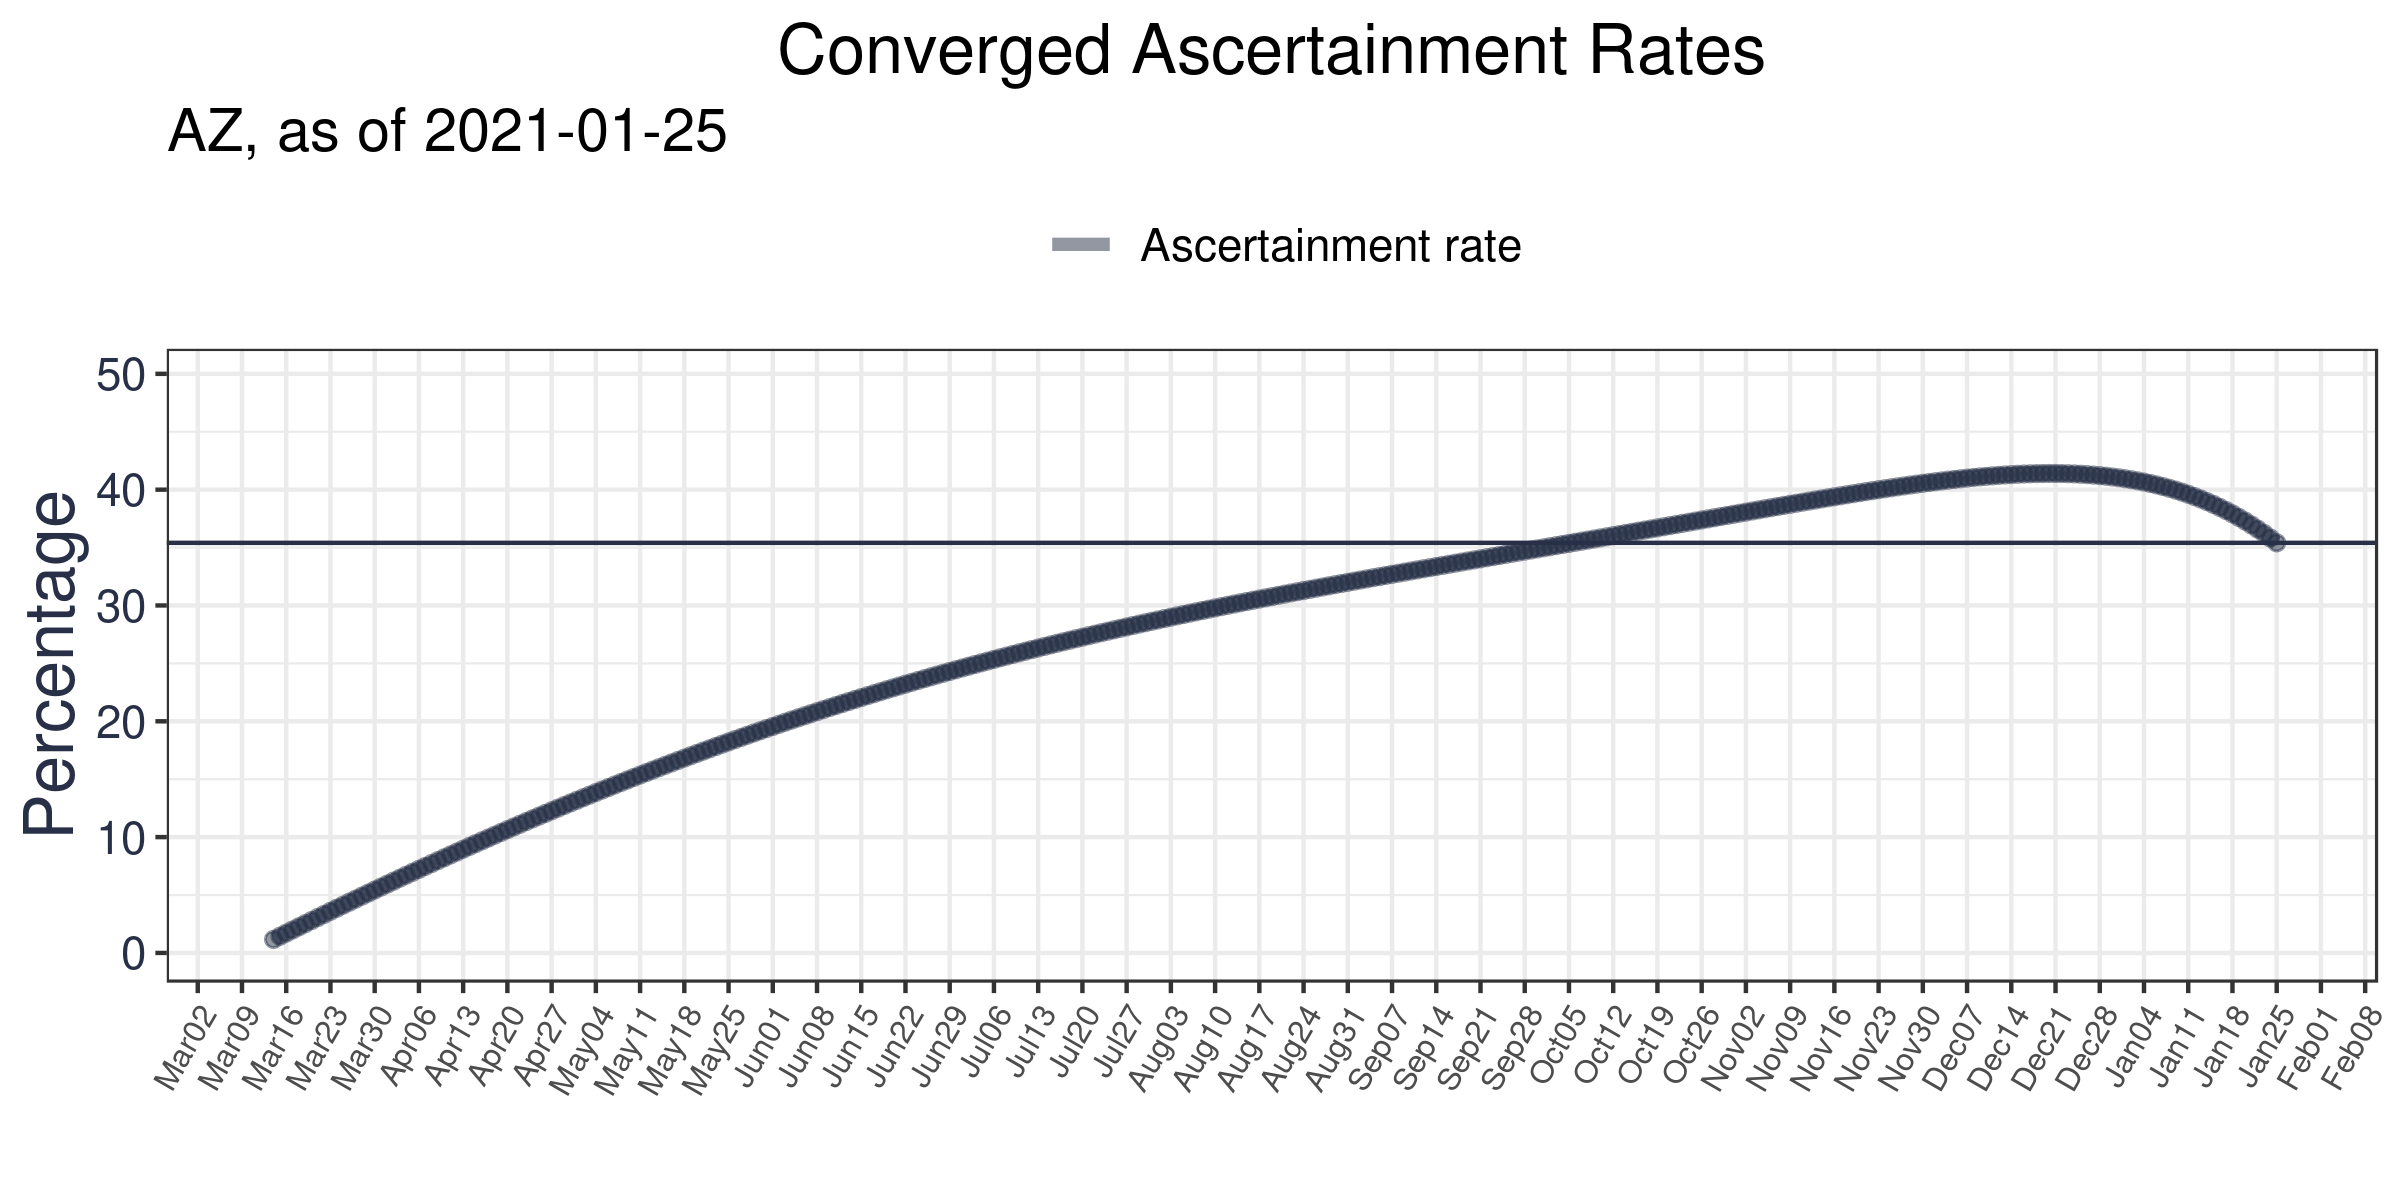 Converged Ascertainment Rates
AZ, as of 2021-01-25
Ascertainment rate
Percentage
50
40
30
20
10
0
Mar02
Mar09
Mar16
Mar23
Mar30
Apr06
Apr13
Apr20
Apr27
May04
May11
May18
May25
Jun01
Jun08
Jun15
Jun22
Jun29
Jul06
Jul13
Jul20
Jul27
Aug03
Aug10
Aug17
Aug24
Aug31
Sep07
Sep14
Sep21
Sep28
Oct05
Oct12
Oct19
Oct26
Nov02
Nov09
Nov16
Nov23
Nov30
Dec07
Dec14
Dec21
Dec28
Jan04
Jan11
Jan18
Jan25
Feb01
Feb08